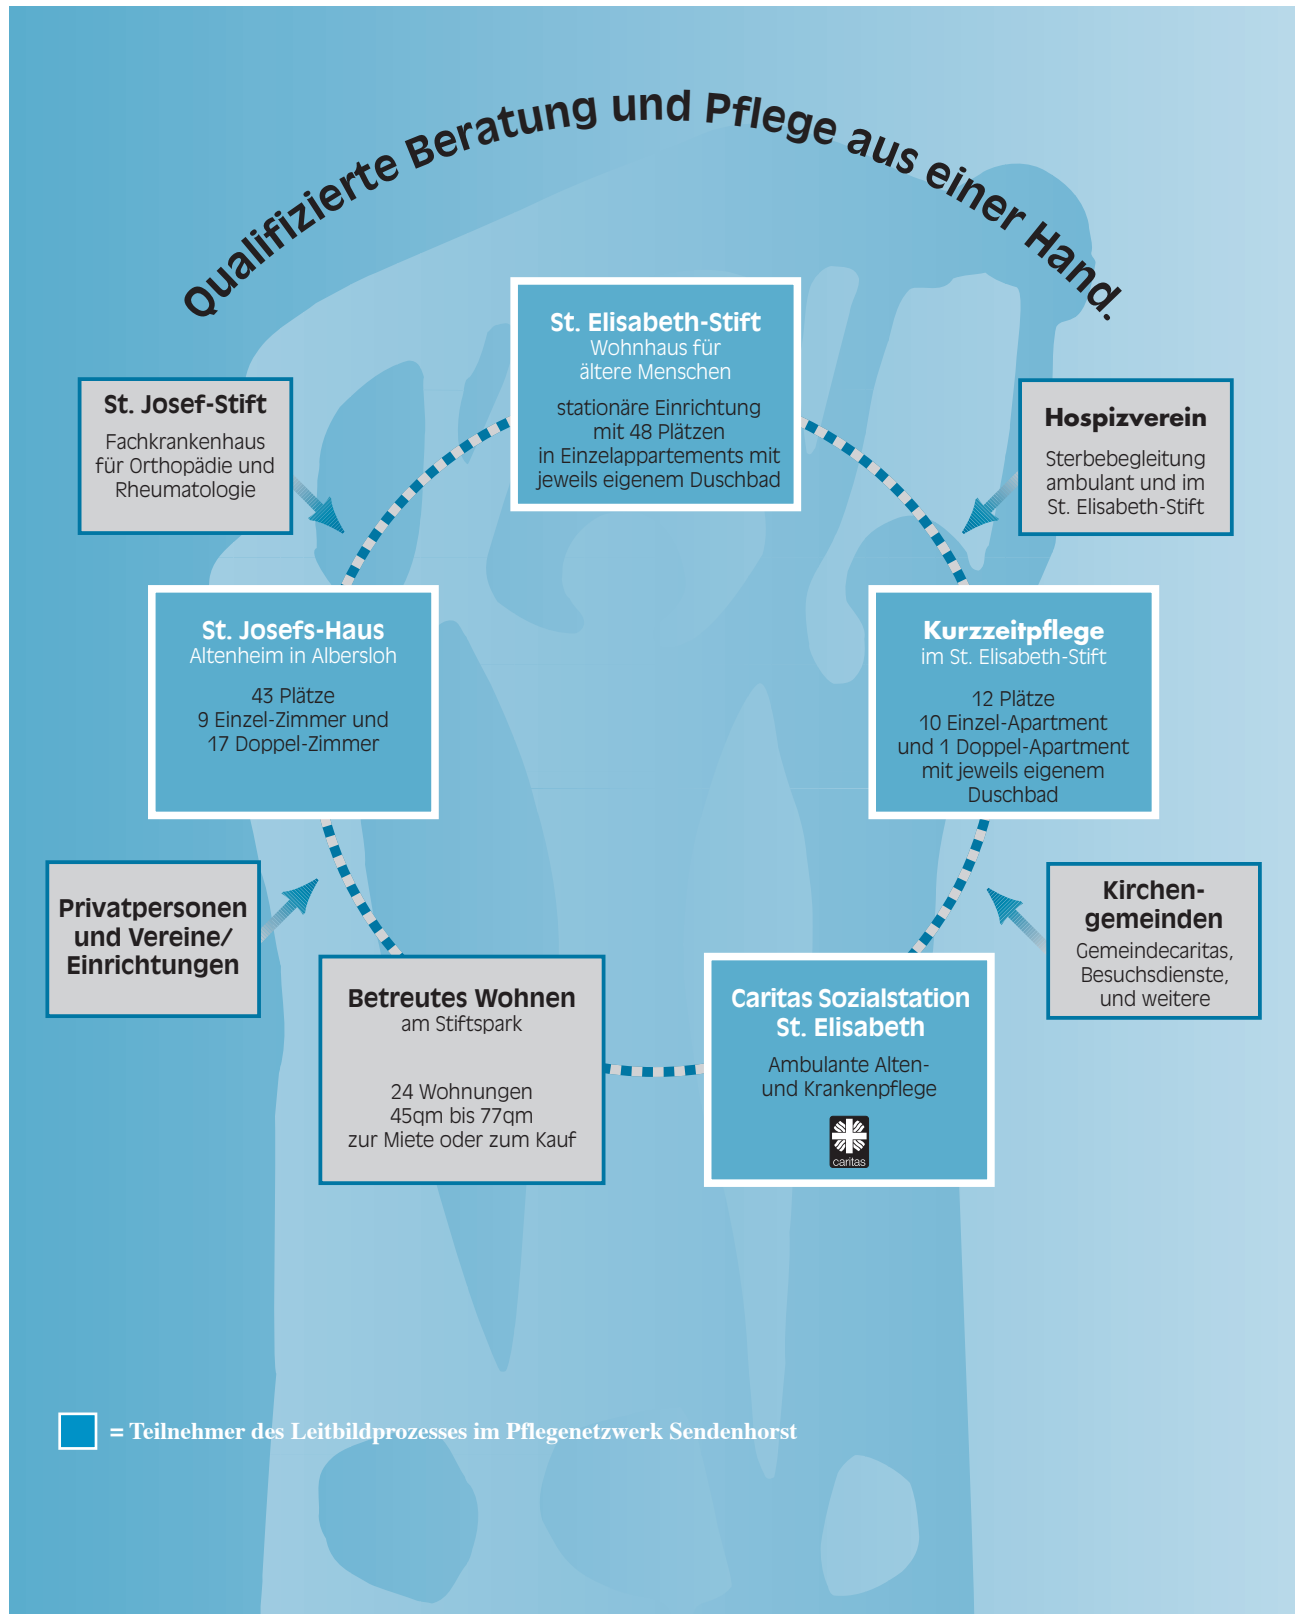 Qualifizierte Beratung und Pflege aus einer Hand.
St. Elisabeth-Stift
Wohnhaus für
ältere Menschen
stationäre Einrichtung
mit 48 Plätzen
in Einzelappartements mit
jeweils eigenem Duschbad
St. Josef-Stift
Fachkrankenhaus
für Orthopädie und
Rheumatologie
Hospizverein
Sterbebegleitung
ambulant und im
St. Elisabeth-Stift
St. Josefs-Haus
Altenheim in Albersloh
43 Plätze
9 Einzel-Zimmer und
17 Doppel-Zimmer
Kurzzeitpflege
im St. Elisabeth-Stift
12 Plätze
10 Einzel-Apartment
und 1 Doppel-Apartment
mit jeweils eigenem
Duschbad
Privatpersonen
und Vereine/
Einrichtungen
Kirchen-
gemeinden
Gemeindecaritas,
Besuchsdienste,
und weitere
Betreutes Wohnen
am Stiftspark
24 Wohnungen
45qm bis 77qm
zur Miete oder zum Kauf
Caritas Sozialstation
St. Elisabeth
Ambulante Alten-
und Krankenpflege
caritas
= Teilnehmer des Leitbildprozesses im Pflegenetzwerk Sendenhorst